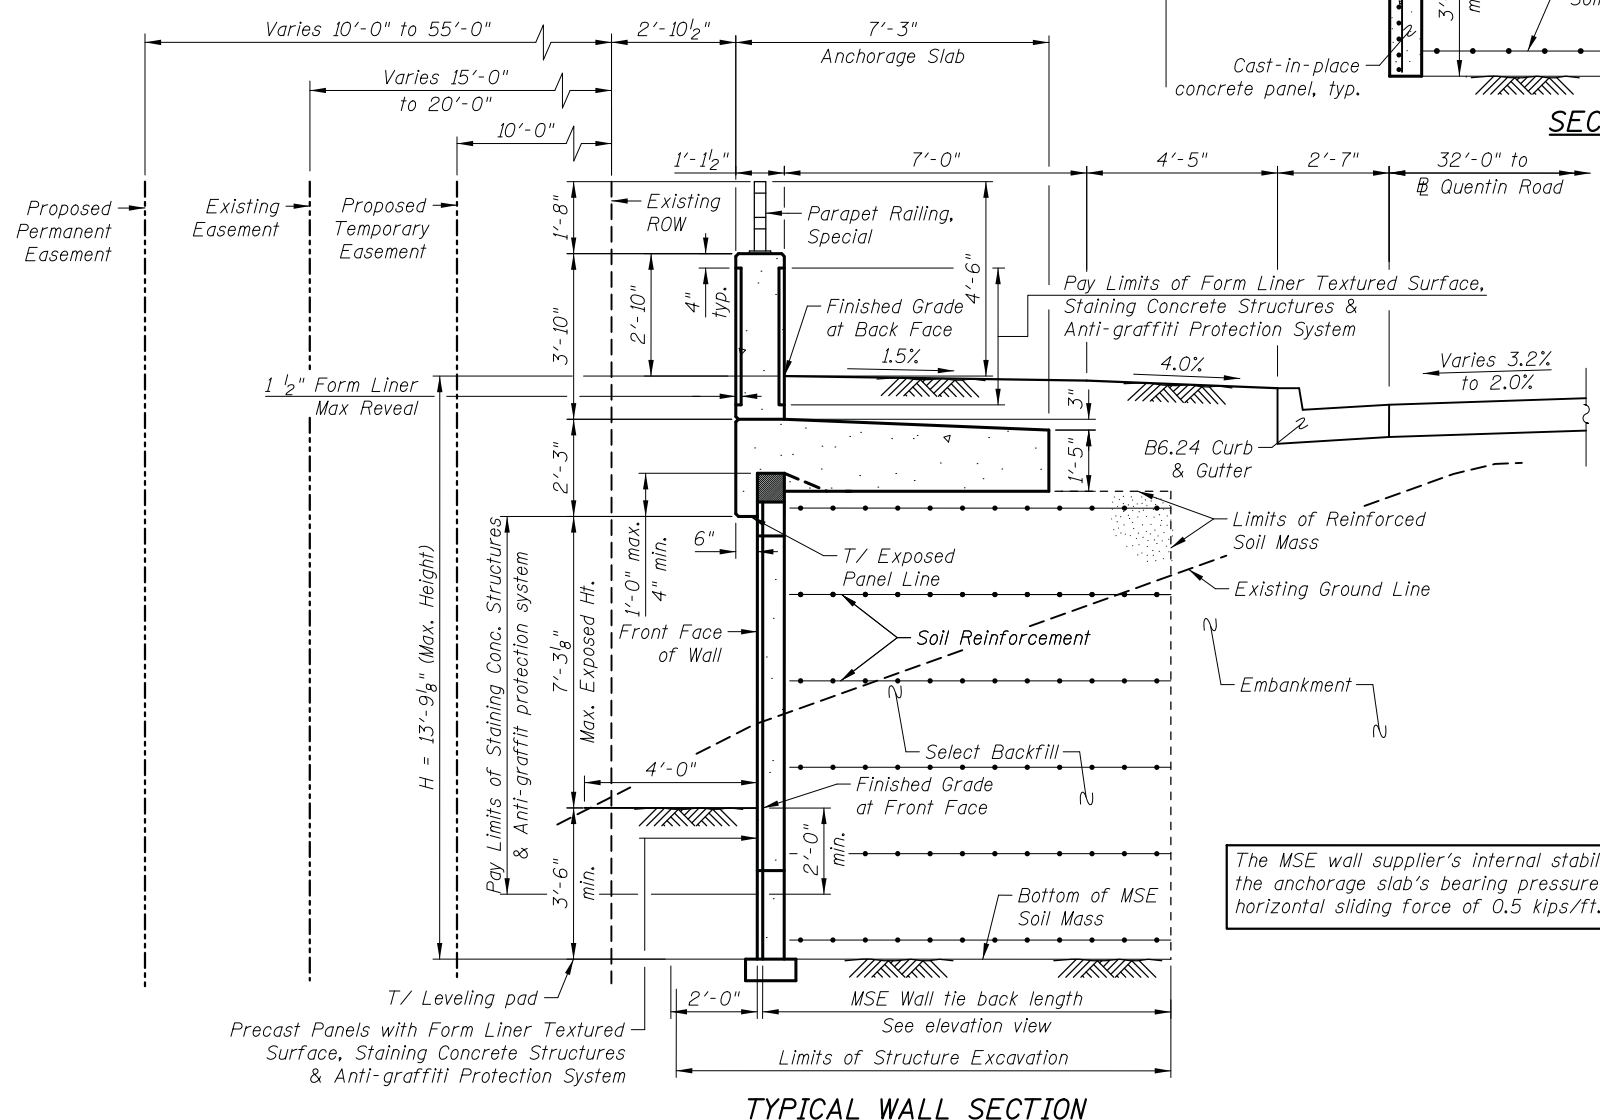 Varies 10'-0" to 55'-0"
2'-10½"
7'-3"
Anchorage Slab
Varies 15'-0"
to 20'-0"
10'-0"
3'
Cast-in-place
concrete panel, typ.
1'-1½"
7'-0"
4'-5"
2'-7"
32'-0" to
Quentin Road
Proposed
Permanent
Easement
Existing
Easement
Proposed
Temporary
Easement
1'-8"
Existing
ROW
Parapet Railing,
Special
3'-10"
2'-10"
4"
typ.
4'-6"
Finished Grade
at Back Face
Pay Limits of Form Liner Textured Surface,
Staining Concrete Structures &
Anti-graffiti Protection System
1.5%
4.0%
Varies 3.2%
to 2.0%
1 ½" Form Liner
Max Reveal
3"
1'-5"
B6.24 Curb
& Gutter
2'-3"
1'-0" max.
4" min.
6"
T/ Exposed
Panel Line
Limits of Reinforced
Soil Mass
Existing Ground Line
H = 13'-9⅛" (Max. Height)
Pay Limits of Staining Conc. Structures
& Anti-graffit protection system
7'-3⅛"
Max. Exposed Ht.
Front Face
of Wall
Soil Reinforcement
Embankment
Select Backfill
4'-0"
Finished Grade
at Front Face
2'-0"
min.
3'-6"
min.
Bottom of MSE
Soil Mass
The MSE wall supplier's internal stabil
the anchorage slab's bearing pressure
horizontal sliding force of 0.5 kips/ft.
T/ Leveling pad
2'-0"
MSE Wall tie back length
See elevation view
Precast Panels with Form Liner Textured
Surface, Staining Concrete Structures
& Anti-graffiti Protection System
Limits of Structure Excavation
TYPICAL WALL SECTION
SEC